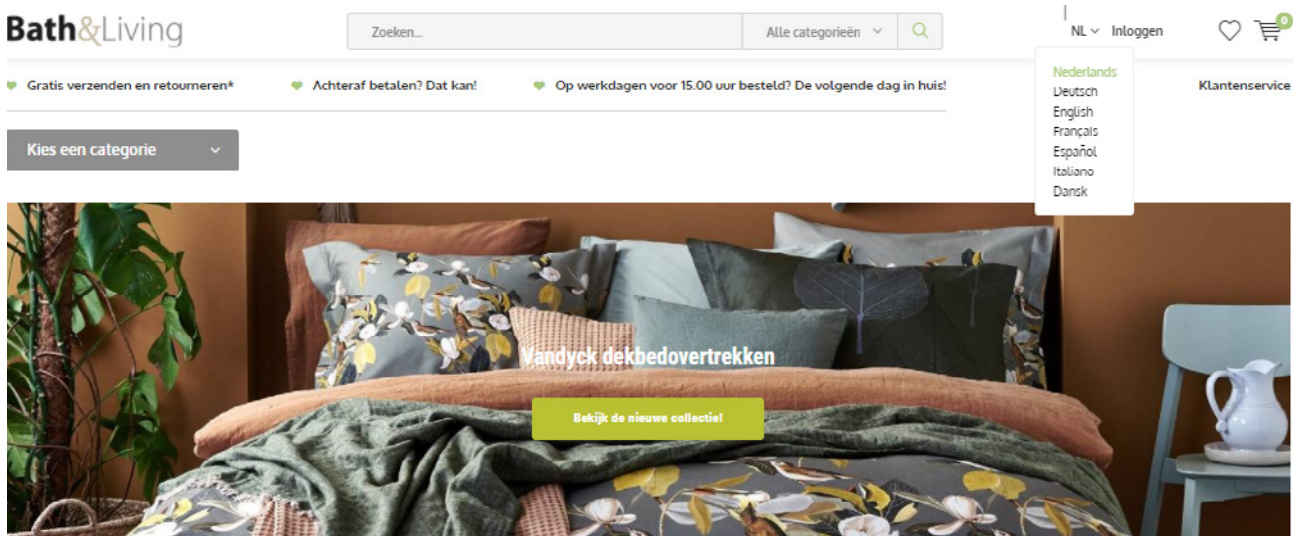 Bath&Living
Zoeken...
Alle categorieën
NL Inloggen
0
Nederlands
Deutsch
English
Français
Español
Italiano
Dansk
Gratis verzenden en retourneren*
Achteraf betalen? Dat kan!
Op werkdagen voor 15.00 uur besteld? De volgende dag in huis!
Klantenservice
Kies een categorie
Vandyck dekbedovertrekken
Bekijk de nieuwe collectie!